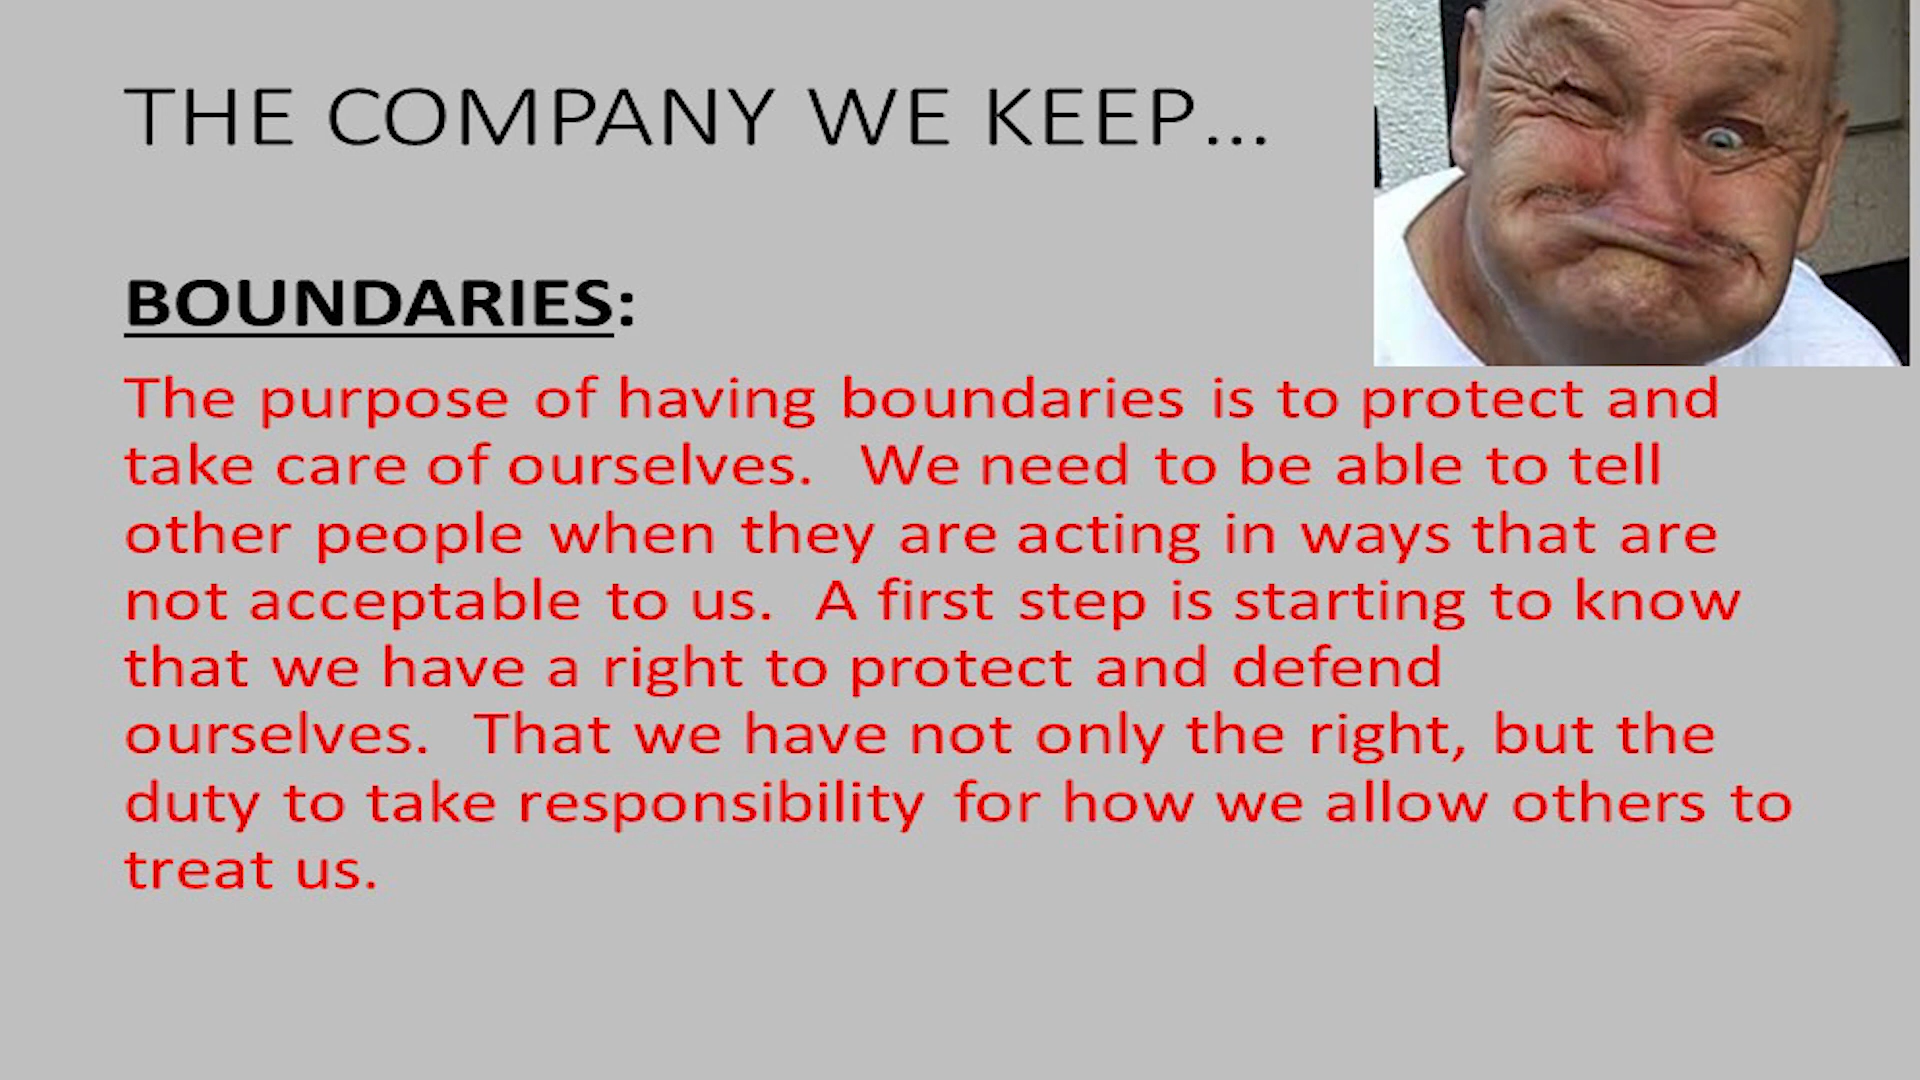 THE COMPANY WE KEEP...
BOUNDARIES:
The purpose of having boundaries is to protect and
take care of ourselves.  We need to be able to tell
other people when they are acting in ways that are
not acceptable to us.  A first step is starting to know
that we have a right to protect and defend
ourselves.  That we have not only the right, but the
duty to take responsibility for how we allow others to
treat us.